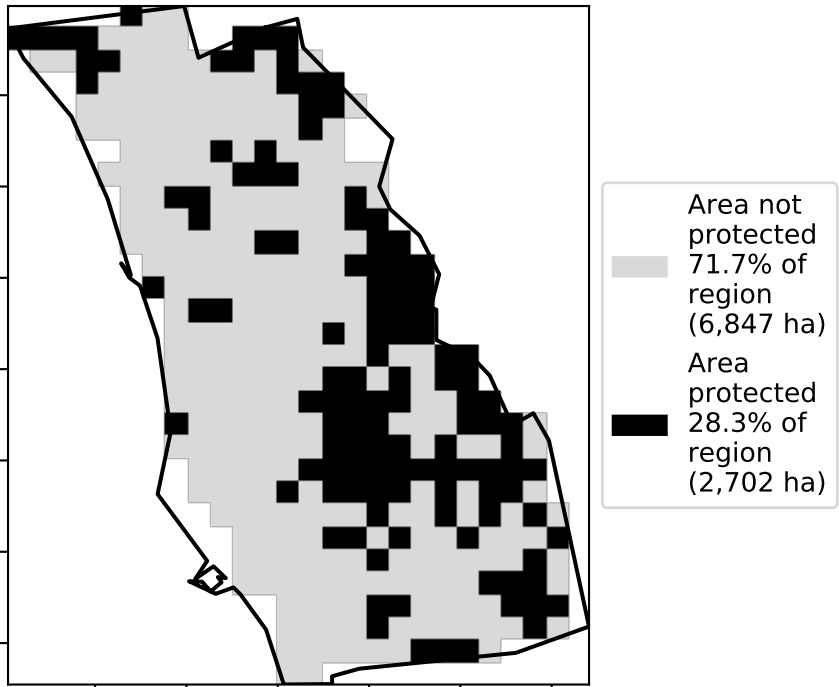 Area not
protected
71.7% of
region
(6,847 ha)
Area
protected
28.3% of
region
(2,702 ha)